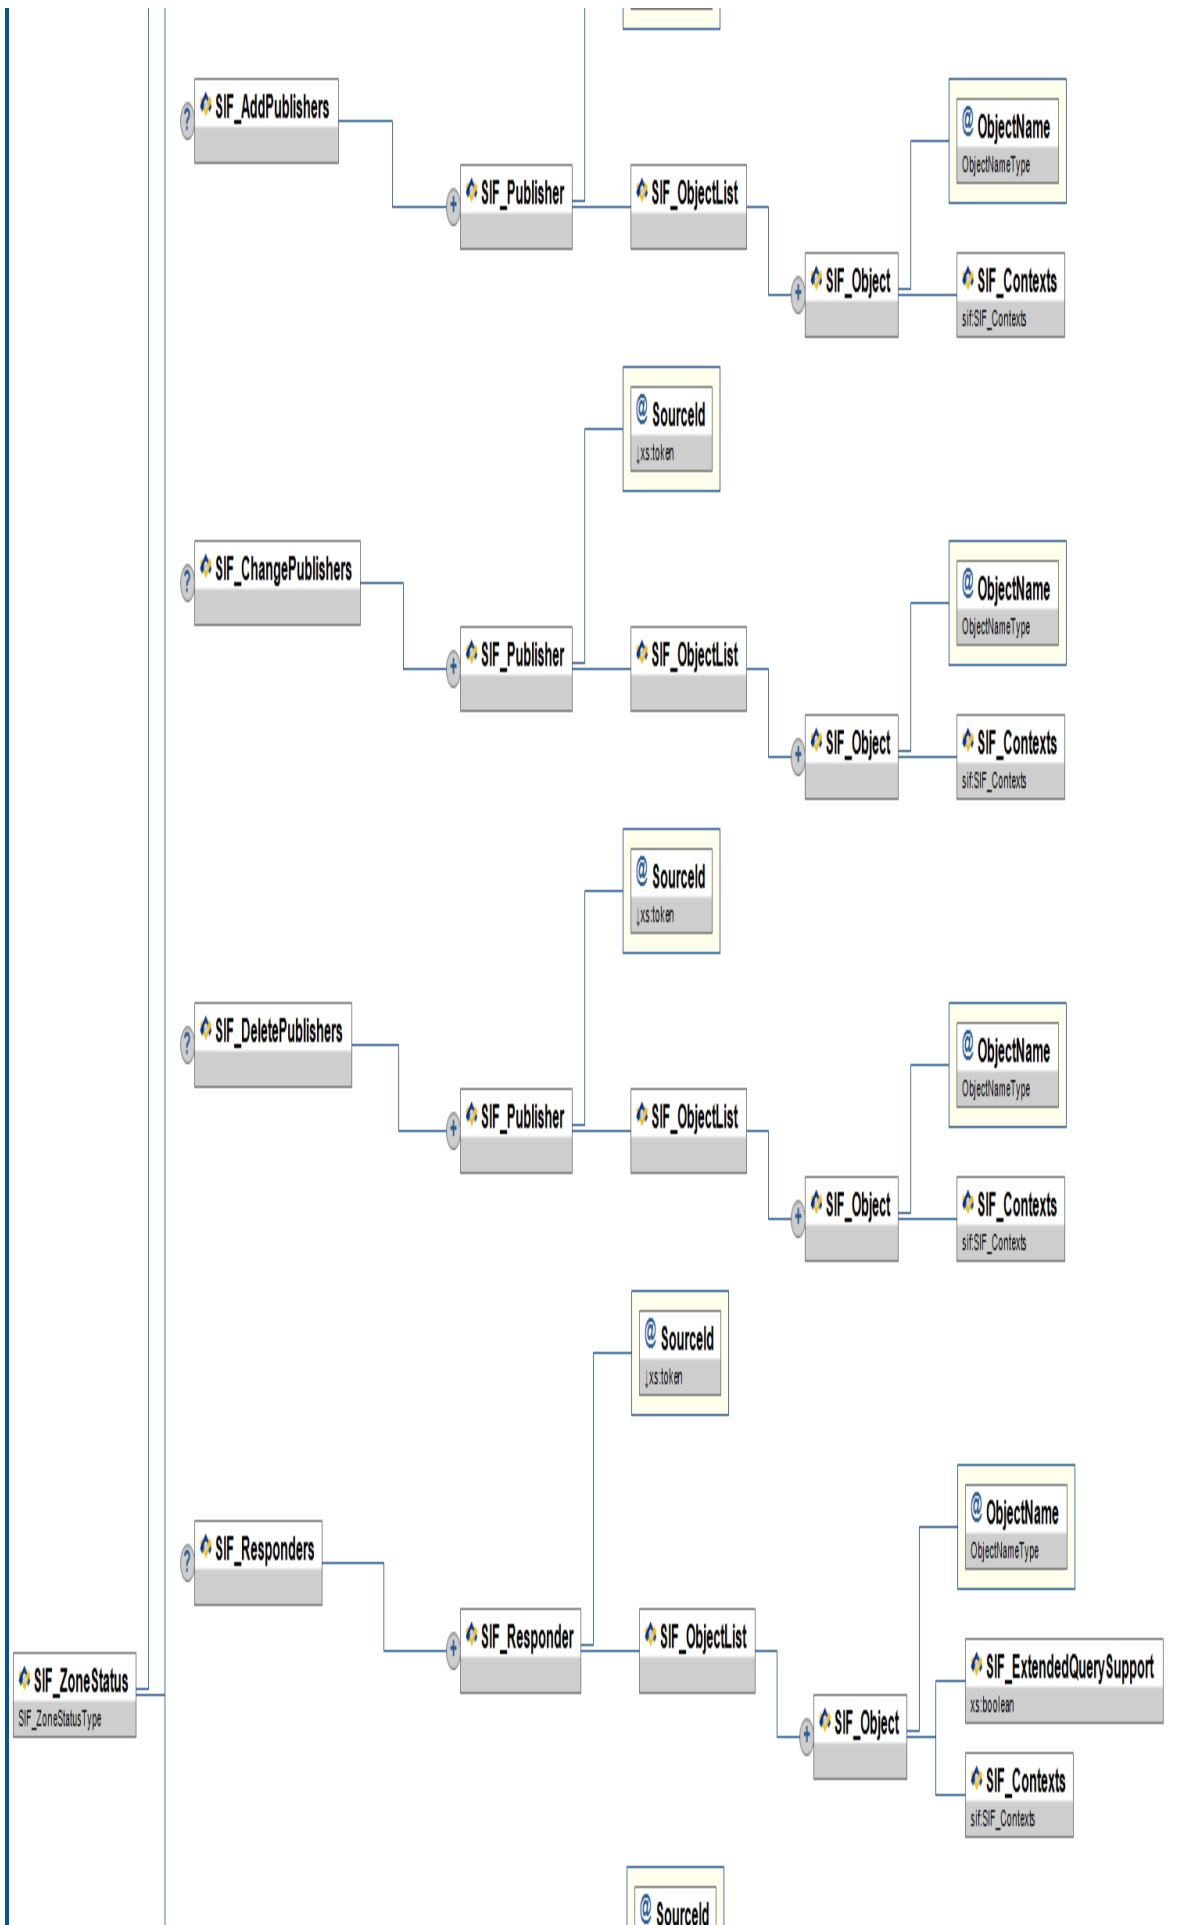 SIF_AddPublishers
@ ObjectName
ObjectNameType
SIF_Publisher
SIF_ObjectList
SIF_Object
SIF_Contexts
sif:SIF_Contexts
@ SourceId
↓xs:token
SIF_ChangePublishers
@ ObjectName
ObjectNameType
SIF_Publisher
SIF_ObjectList
SIF_Object
SIF_Contexts
sif:SIF_Contexts
@ SourceId
↓xs:token
SIF_DeletePublishers
@ ObjectName
ObjectNameType
SIF_Publisher
SIF_ObjectList
SIF_Object
SIF_Contexts
sif:SIF_Contexts
@ SourceId
↓xs:token
@ ObjectName
ObjectNameType
SIF_Responders
SIF_Responder
SIF_ObjectList
SIF_ExtendedQuerySupport
xs:boolean
SIF_ZoneStatus
SIF_ZoneStatusType
SIF_Object
SIF_Contexts
sif:SIF_Contexts
@ SourceId